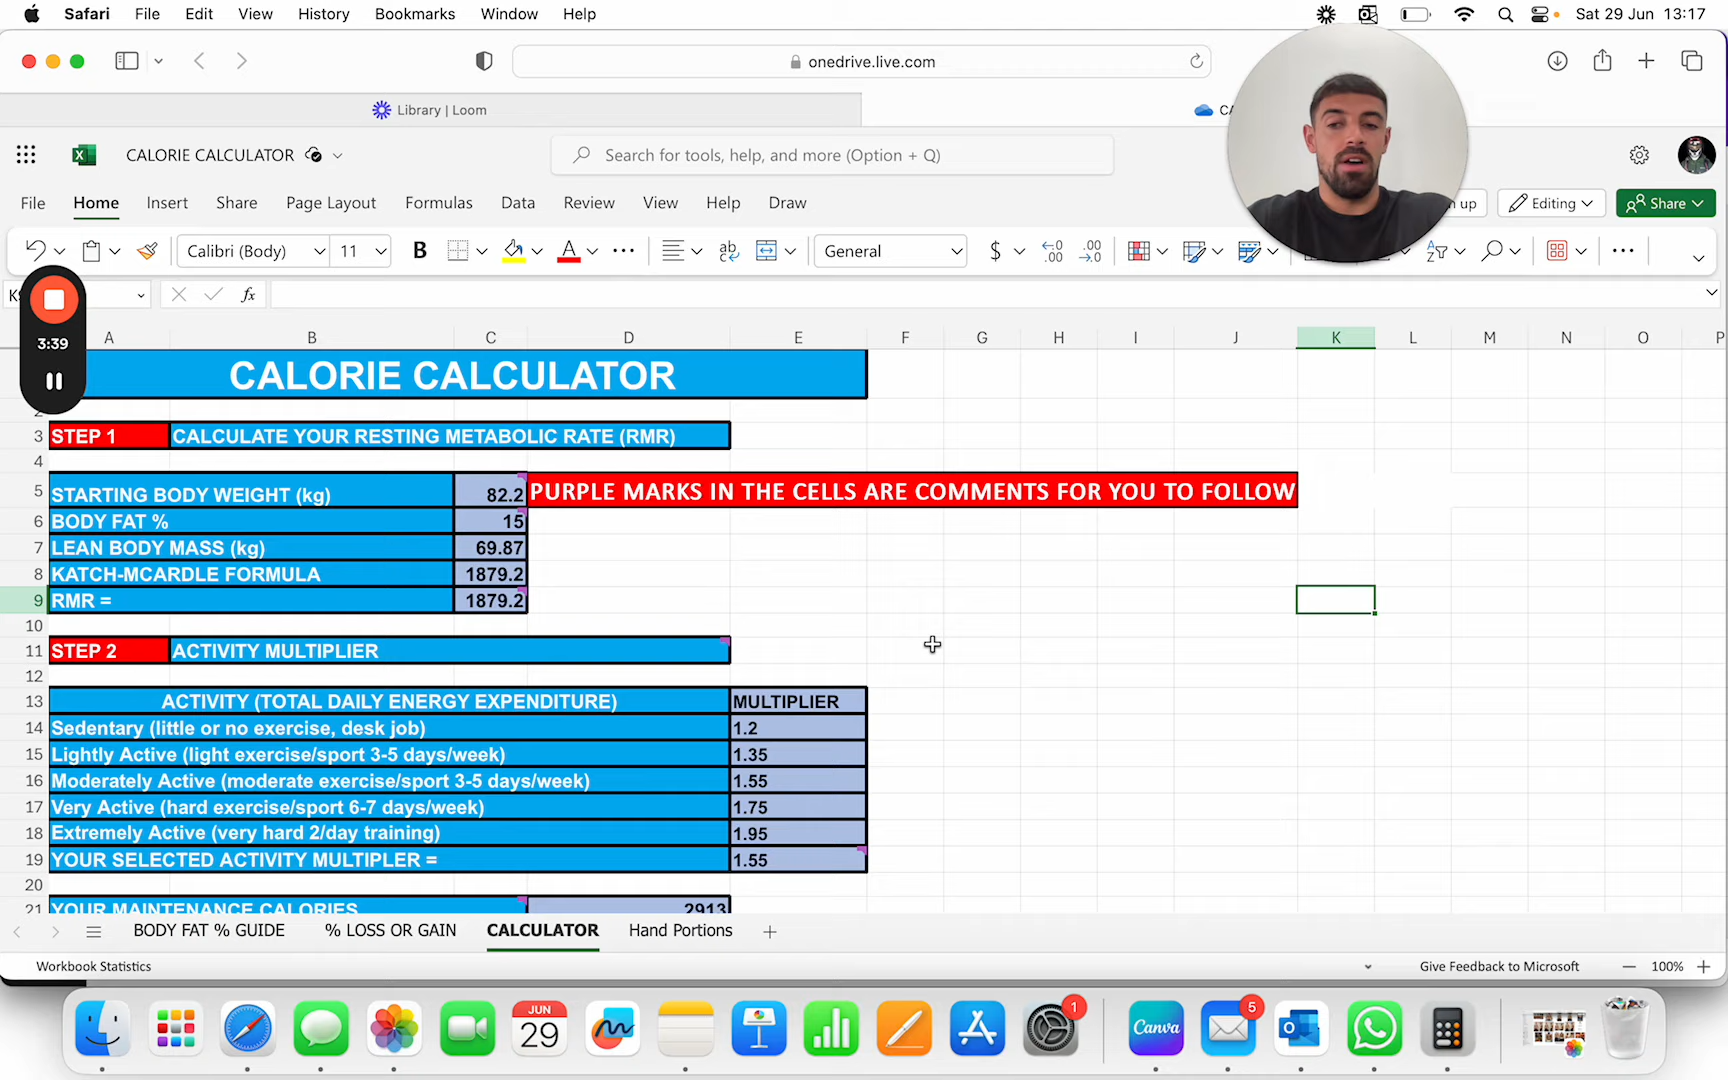 Safari File Edit View History Bookmarks Window Help Sat 29 Jun 13:17
onedrive.live.com
Library | Loom
CALORIE CALCULATOR Search for tools, help, and more (Option + Q)
File Home Insert Share Page Layout Formulas Data Review View Help Draw up Editing Share
Calibri (Body) 11 B A General $
fx
3:39
A B C D E F G H I J K L M N O P
CALORIE CALCULATOR
2
3 STEP 1 CALCULATE YOUR RESTING METABOLIC RATE (RMR)
4
5 STARTING BODY WEIGHT (kg) 82.2 PURPLE MARKS IN THE CELLS ARE COMMENTS FOR YOU TO FOLLOW
6 BODY FAT % 15
7 LEAN BODY MASS (kg) 69.87
8 KATCH-MCARDLE FORMULA 1879.2
9 RMR = 1879.2
10
11 STEP 2 ACTIVITY MULTIPLIER
12
13 ACTIVITY (TOTAL DAILY ENERGY EXPENDITURE) MULTIPLIER
14 Sedentary (little or no exercise, desk job) 1.2
15 Lightly Active (light exercise/sport 3-5 days/week) 1.35
16 Moderately Active (moderate exercise/sport 3-5 days/week) 1.55
17 Very Active (hard exercise/sport 6-7 days/week) 1.75
18 Extremely Active (very hard 2/day training) 1.95
19 YOUR SELECTED ACTIVITY MULTIPLER = 1.55
20
21 YOUR MAINTENANCE CALORIES 2913
BODY FAT % GUIDE % LOSS OR GAIN CALCULATOR Hand Portions
Workbook Statistics Give Feedback to Microsoft 100%
JUN
29
1
Canva
5